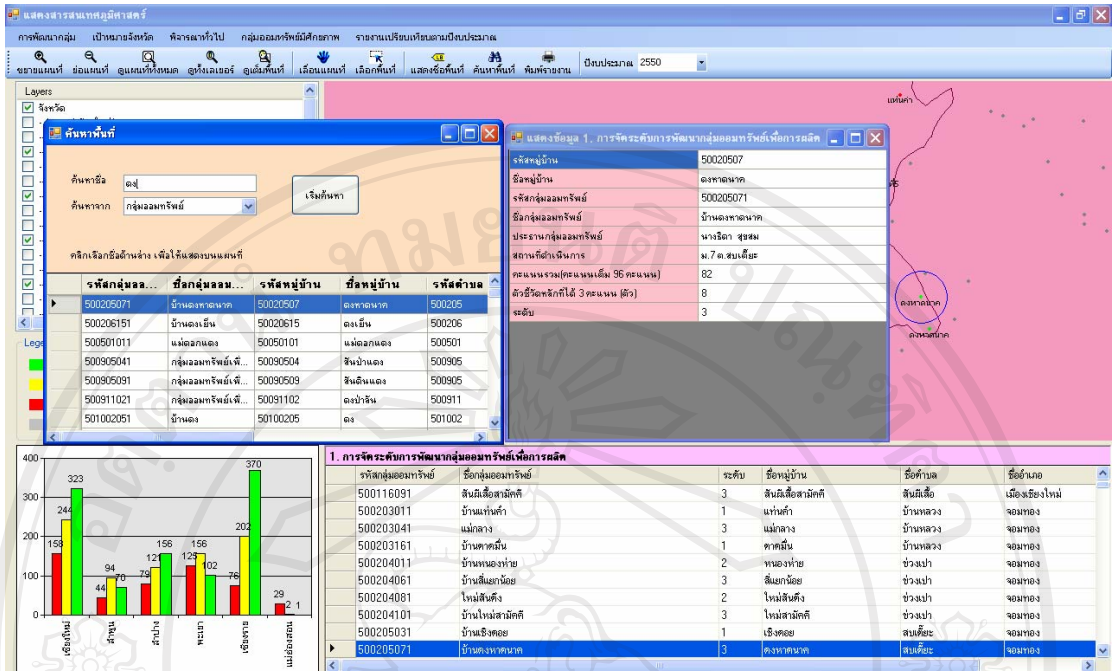 แสดงสารสนเทศภูมิศาสตร์
การพัฒนากลุ่ม เป้าหมายจังหวัด พิจารณาทั่วไป กลุ่มออมทรัพย์มีศักยภาพ รายงานเปรียบเทียบตามปีงบประมาณ
ขยายแผนที่ ย่อแผนที่ ดูแผนที่ทั้งหมด ดูทั้งเลเยอร์ ดูเต็มพื้นที่ เลื่อนแผนที่ เลือกพื้นที่ แสดงชื่อพื้นที่ ค้นหาพื้นที่ พิมพ์รายงาน ปีงบประมาณ 2550
Layers
จังหวัด
แท่นคำ
ค้นหาพื้นที่
ค้นหาชื่อ ดง
เริ่มค้นหา
ค้นหาจาก กลุ่มออมทรัพย์
คลิกเลือกชื่อด้านล่าง เพื่อให้แสดงบนแผนที่
รหัสกลุ่มออ... ชื่อกลุ่มออม... รหัสหมู่บ้าน ชื่อหมู่บ้าน รหัสตำบล
500205071 บ้านดงหาดนาค 50020507 ดงหาดนาค 500205
500206151 บ้านดงเย็น 50020615 ดงเย็น 500206
500501011 แม่ดอกแดง 50050101 แม่ดอกแดง 500501
500905041 กลุ่มออมทรัพย์เพื่... 50090504 สันป่าแดง 500905
500905091 กลุ่มออมทรัพย์เพื่... 50090509 สันดินแดง 500905
500911021 กลุ่มออมทรัพย์เพื่... 50091102 ดงป่าลัน 500911
501002051 บ้านดง 50100205 ดง 501002
แสดงข้อมูล 1. การจัดระดับการพัฒนากลุ่มออมทรัพย์เพื่อการผลิต
รหัสหมู่บ้าน 50020507
ชื่อหมู่บ้าน ดงหาดนาค
รหัสกลุ่มออมทรัพย์ 500205071
ชื่อกลุ่มออมทรัพย์ บ้านดงหาดนาค
ประธานกลุ่มออมทรัพย์ นางธิดา สุขสม
สถานที่ดำเนินการ ม.7 ต.สบเตี๊ยะ
คะแนนรวม(คะแนนเต็ม 96 คะแนน) 82
ตัวชี้วัดหลักที่ได้ 3 คะแนน (ตัว) 8
ระดับ 3
ดงหาดนาค
ดงหาดนาค
1. การจัดระดับการพัฒนากลุ่มออมทรัพย์เพื่อการผลิต
รหัสกลุ่มออมทรัพย์ ชื่อกลุ่มออมทรัพย์ ระดับ ชื่อหมู่บ้าน ชื่อตำบล ชื่ออำเภอ
500116091 สันผีเสื้อสามัคคี 3 สันผีเสื้อสามัคคี สันผีเสื้อ เมืองเชียงใหม่
500203011 บ้านแท่นคำ 1 แท่นคำ บ้านหลวง จอมทอง
500203041 แม่กลาง 3 แม่กลาง บ้านหลวง จอมทอง
500203161 บ้านตาดมื่น 1 ตาดมื่น บ้านหลวง จอมทอง
500204011 บ้านหนองห่าย 2 หนองห่าย ข่วงเปา จอมทอง
500204061 บ้านสี่แยกน้อย 3 สี่แยกน้อย ข่วงเปา จอมทอง
500204081 ใหม่สันตึง 2 ใหม่สันตึง ข่วงเปา จอมทอง
500204101 บ้านใหม่สามัคคี 3 ใหม่สามัคคี ข่วงเปา จอมทอง
500205031 บ้านเชิงดอย 1 เชิงดอย สบเตี๊ยะ จอมทอง
500205071 บ้านดงหาดนาค 3 ดงหาดนาค สบเตี๊ยะ จอมทอง
400 300 200 100 0
158 244 323
44 94 70
79 121 156
125 156 102
76 202 370
29 2 1
เชียงใหม่ ลำพูน ลำปาง พะเยา เชียงราย แม่ฮ่องสอน